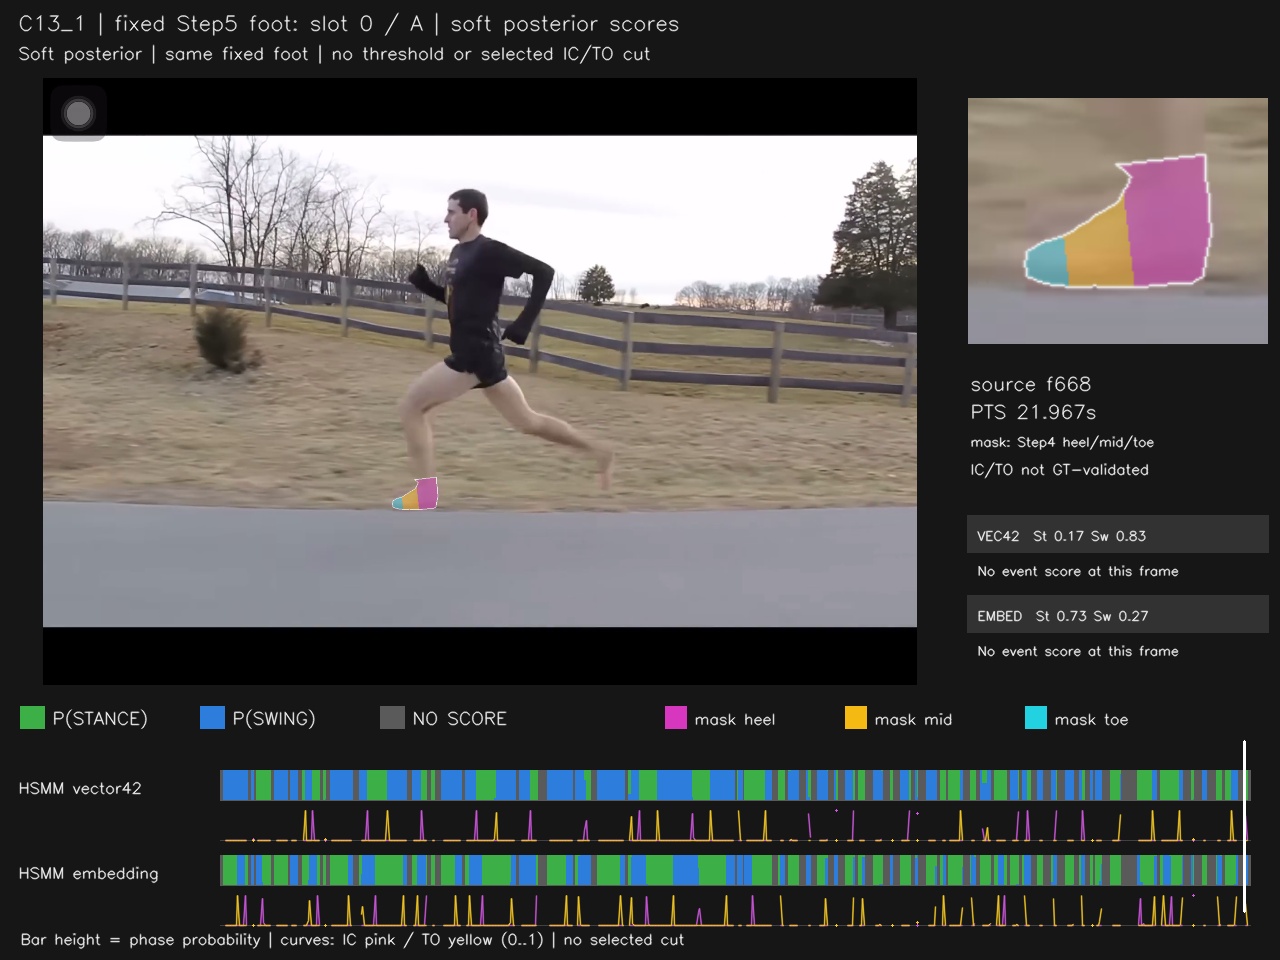 C13_1 | fixed Step5 foot: slot 0 / A | soft posterior scores
Soft posterior | same fixed foot | no threshold or selected IC/TO cut
source f668
PTS 21.967s
mask: Step4 heel/mid/toe
IC/TO not GT-validated
VEC42 St 0.17 Sw 0.83
No event score at this frame
EMBED St 0.73 Sw 0.27
No event score at this frame
P(STANCE) P(SWING) NO SCORE mask heel mask mid mask toe
HSMM vector42
HSMM embedding
Bar height = phase probability | curves: IC pink / TO yellow (0..1) | no selected cut